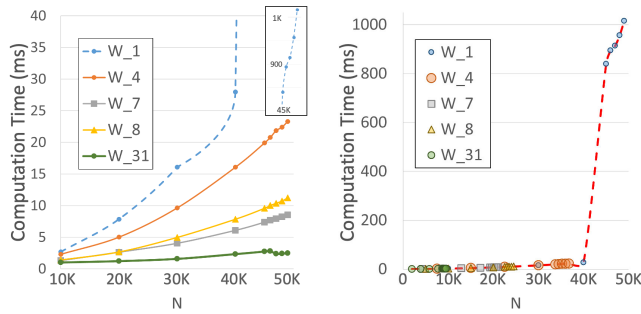 40
35
30
25
20
15
10
5
0
Computation Time (ms)
W_1
W_4
W_7
W_8
W_31
1K
900
45K
10K 20K 30K 40K 50K
N
1000
800
600
400
200
0
Computation Time (ms)
W_1
W_4
W_7
W_8
W_31
0 10K 20K 30K 40K 50K
N